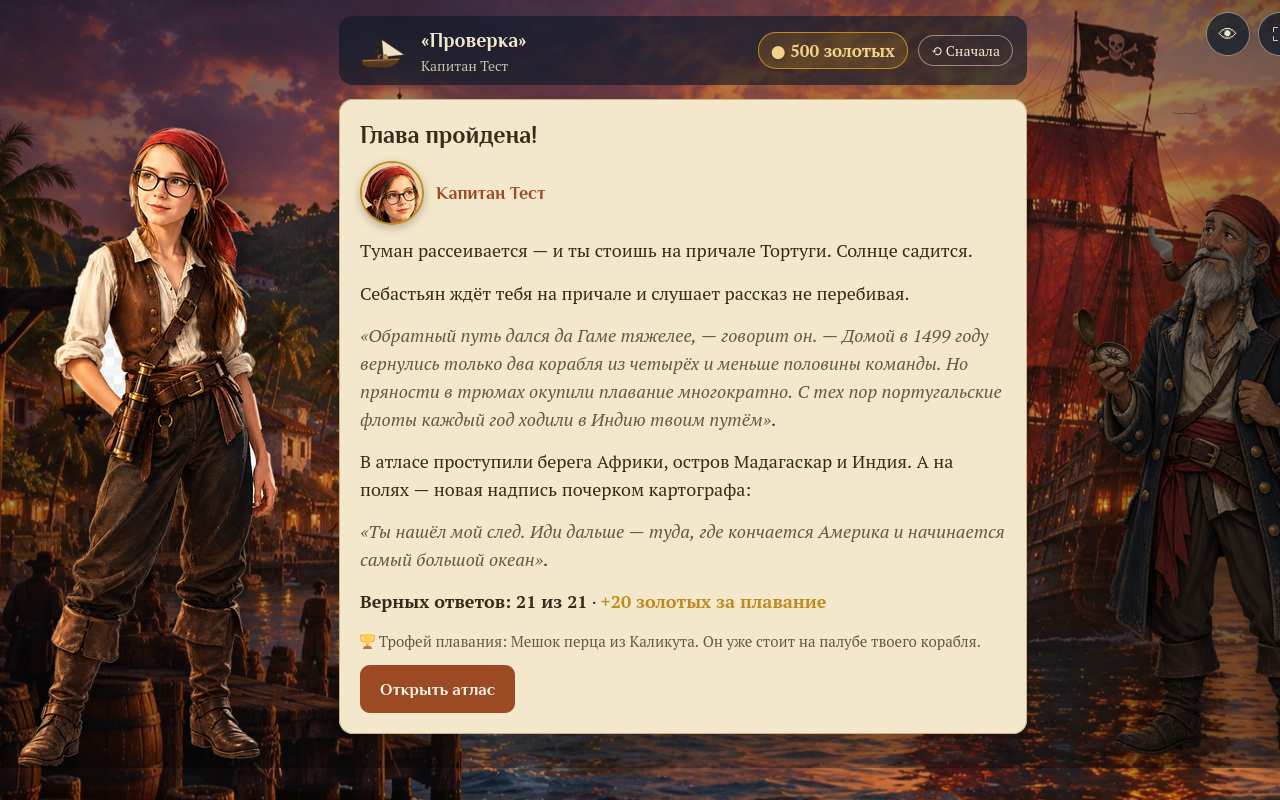 «Проверка»
Капитан Тест
500 золотых
⟲ Сначала
Глава пройдена!
Капитан Тест
Туман рассеивается — и ты стоишь на причале Тортуги. Солнце садится.
Себастьян ждёт тебя на причале и слушает рассказ не перебивая.
«Обратный путь дался да Гаме тяжелее, — говорит он. — Домой в 1499 году
вернулись только два корабля из четырёх и меньше половины команды. Но
пряности в трюмах окупили плавание многократно. С тех пор португальские
флоты каждый год ходили в Индию твоим путём».
В атласе проступили берега Африки, остров Мадагаскар и Индия. А на
полях — новая надпись почерком картографа:
«Ты нашёл мой след. Иди дальше — туда, где кончается Америка и начинается
самый большой океан».
Верных ответов: 21 из 21 · +20 золотых за плавание
🏆 Трофей плавания: Мешок перца из Каликута. Он уже стоит на палубе твоего корабля.
Открыть атлас